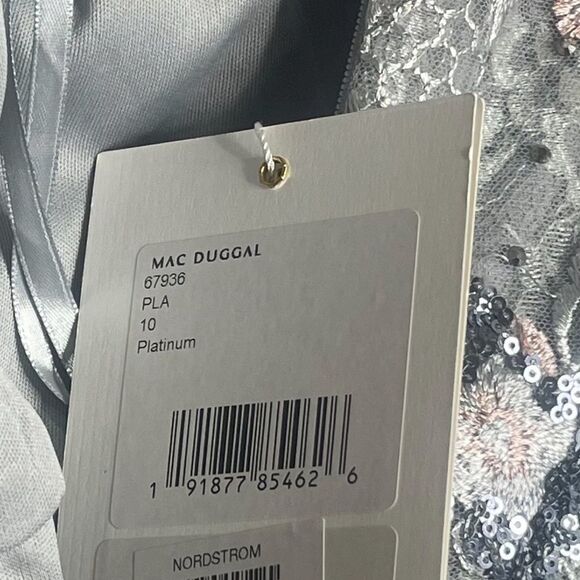 MAC DUGGAL
67936
PLA
10
Platinum
1 91877 85462 6
NORDSTROM